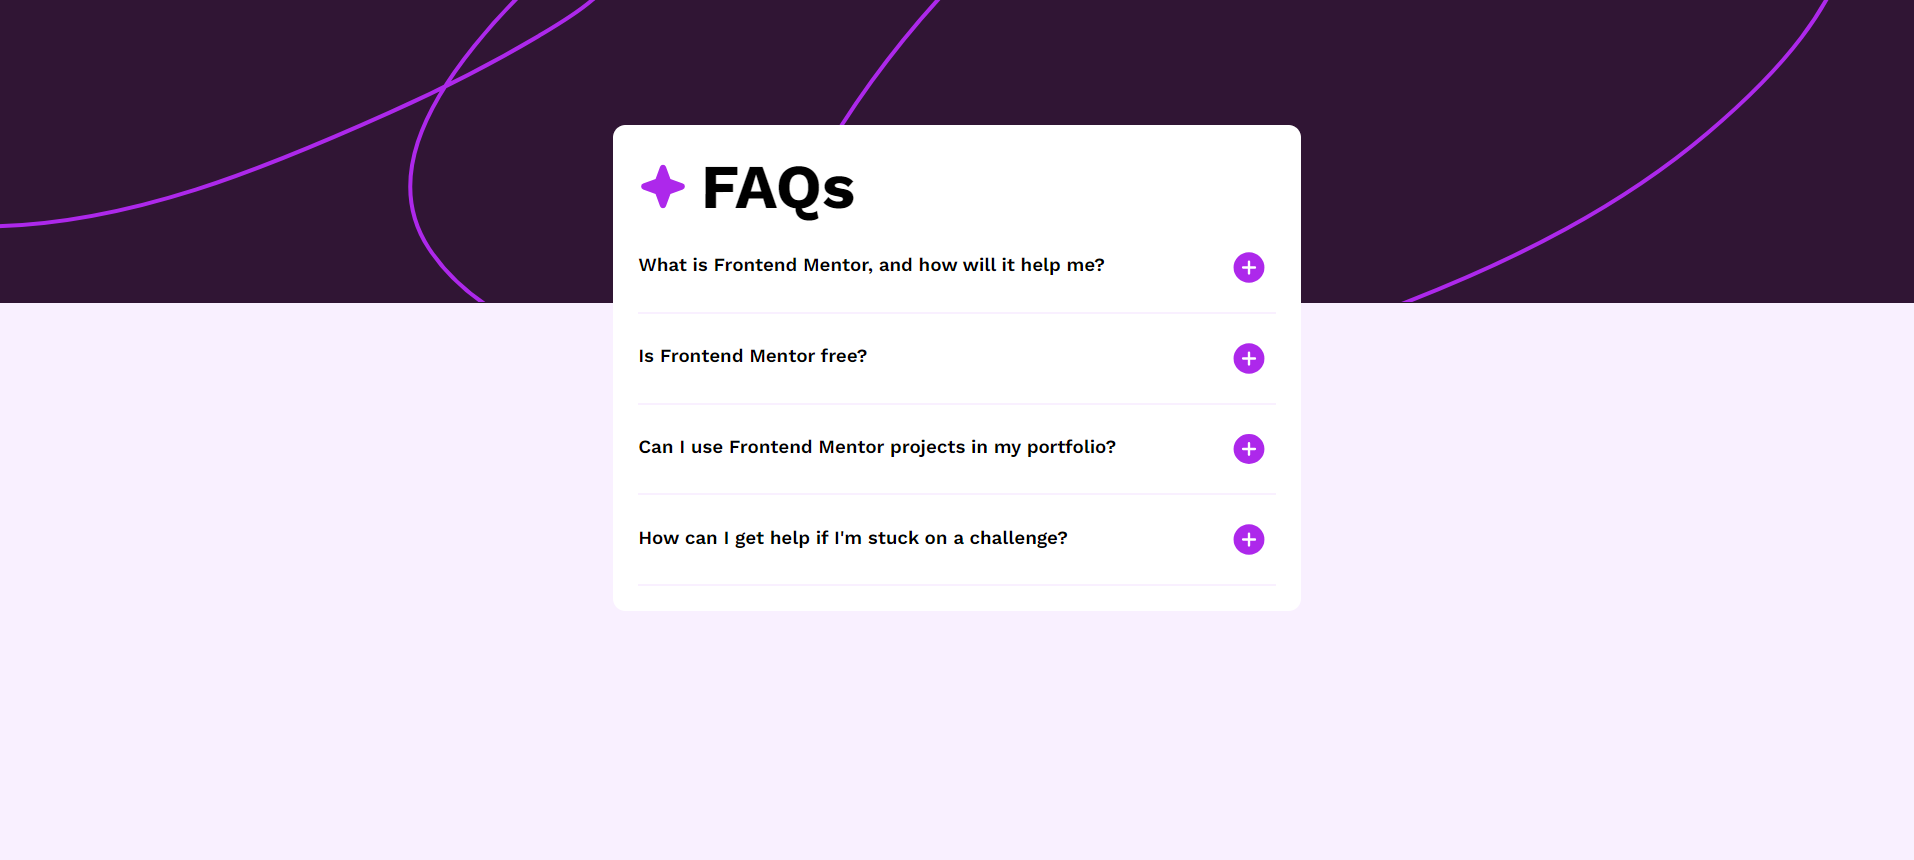 FAQs
What is Frontend Mentor, and how will it help me?
Is Frontend Mentor free?
Can I use Frontend Mentor projects in my portfolio?
How can I get help if I'm stuck on a challenge?